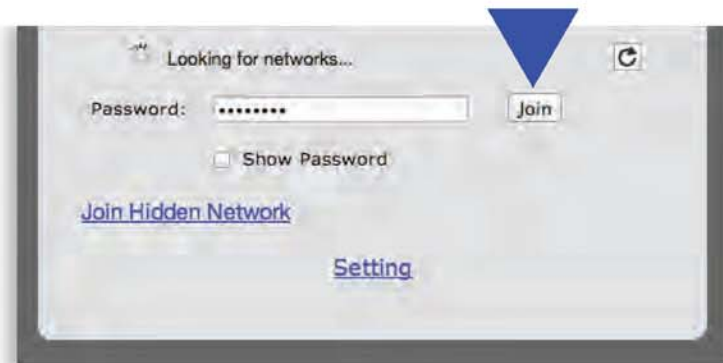 Looking for networks...
Password: ••••••••
Join
Show Password
Join Hidden Network
Setting